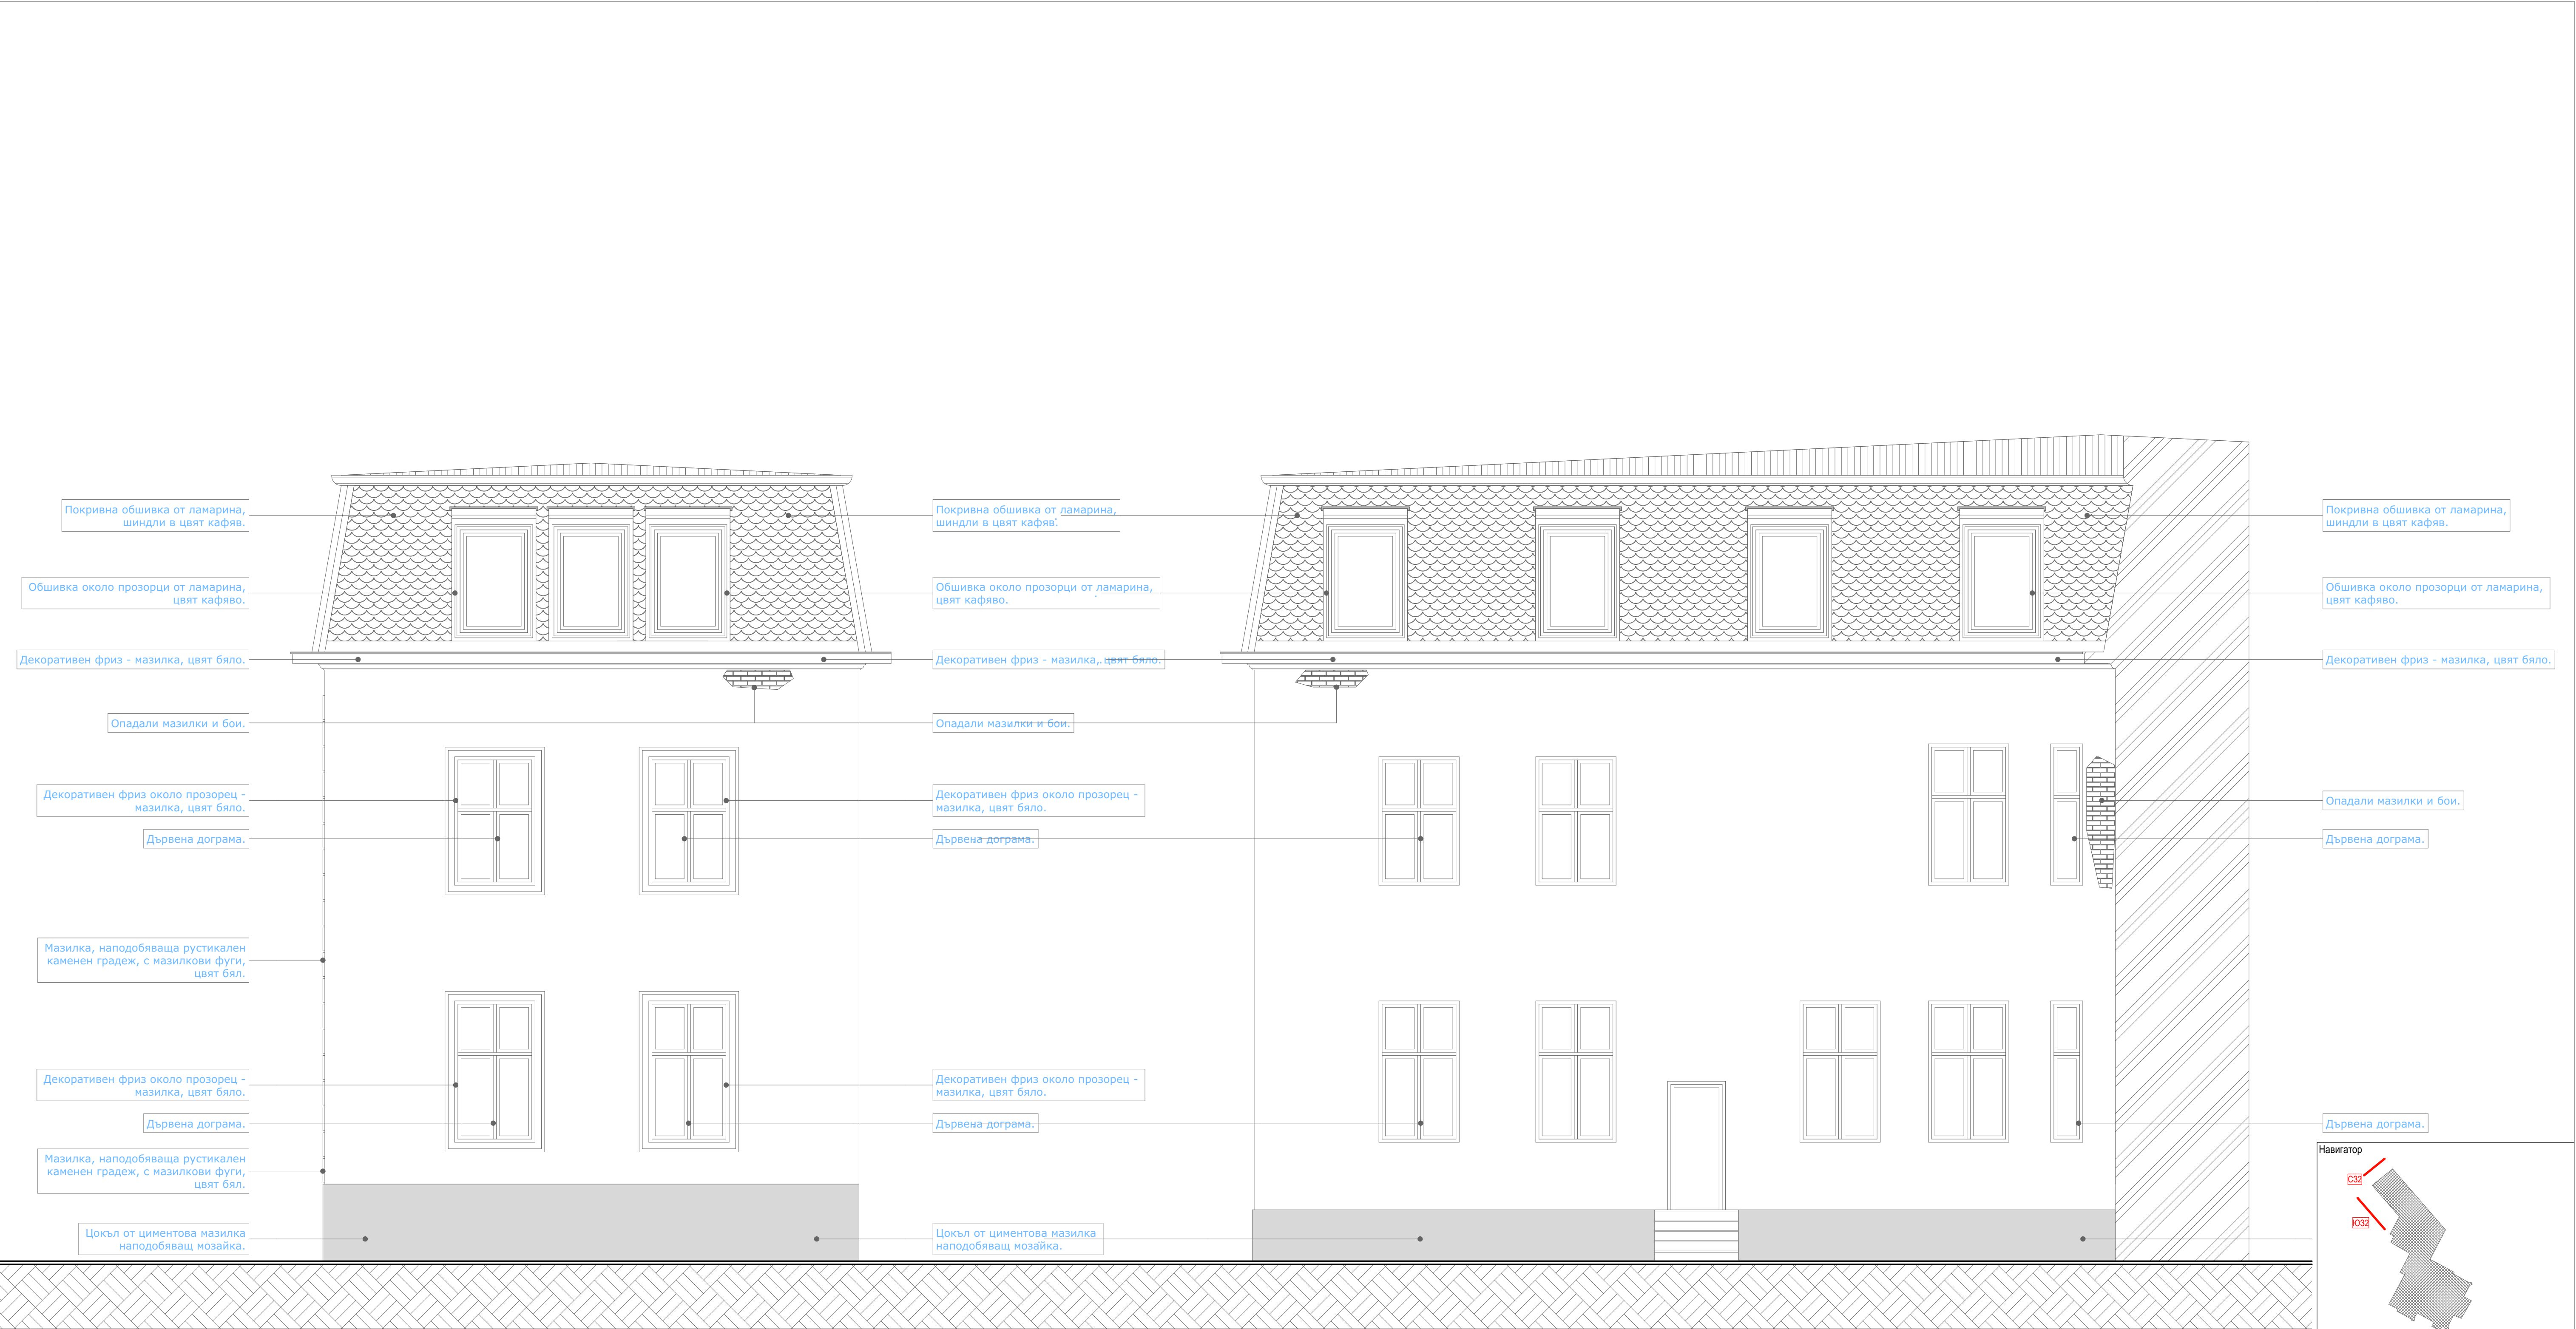 Покривна обшивка от ламарина,
шиндли в цвят кафяв.
Обшивка около прозорци от ламарина,
цвят кафяво.
Декоративен фриз - мазилка, цвят бяло.
Опадали мазилки и бои.
Декоративен фриз около прозорец -
мазилка, цвят бяло.
Дървена дограма.
Мазилка, наподобяваща рустикален
каменен градеж, с мазилкови фуги,
цвят бял.
Декоративен фриз около прозорец -
мазилка, цвят бяло.
Дървена дограма.
Мазилка, наподобяваща рустикален
каменен градеж, с мазилкови фуги,
цвят бял.
Цокъл от циментова мазилка
наподобяващ мозайка.
Покривна обшивка от ламарина,
шиндли в цвят кафяв.
Обшивка около прозорци от ламарина,
цвят кафяво.
Декоративен фриз - мазилка, цвят бяло.
Опадали мазилки и бои.
Декоративен фриз около прозорец -
мазилка, цвят бяло.
Дървена дограма.
Декоративен фриз около прозорец -
мазилка, цвят бяло.
Дървена дограма.
Цокъл от циментова мазилка
наподобяващ мозайка.
Покривна обшивка от ламарина,
шиндли в цвят кафяв.
Обшивка около прозорци от ламарина,
цвят кафяво.
Декоративен фриз - мазилка, цвят бяло.
Опадали мазилки и бои.
Дървена дограма.
Дървена дограма.
Навигатор
СЗ2
ЮЗ2